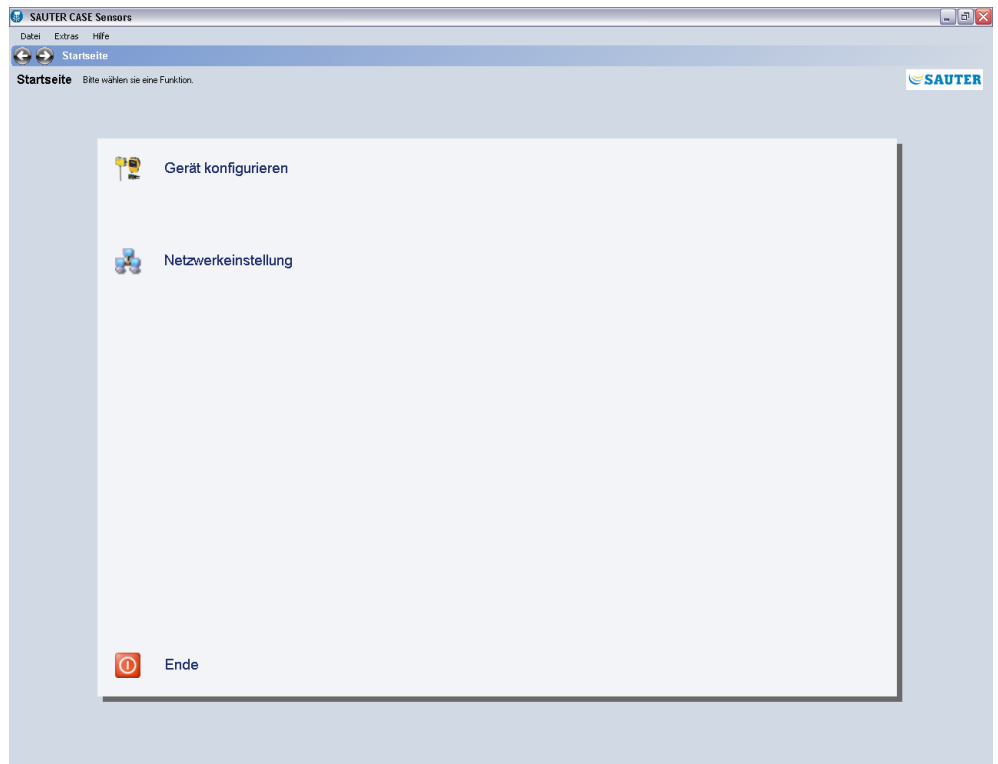 SAUTER CASE Sensors
Datei Extras Hilfe
Startseite
Startseite Bitte wählen sie eine Funktion.
SAUTER
Gerät konfigurieren
Netzwerkeinstellung
Ende